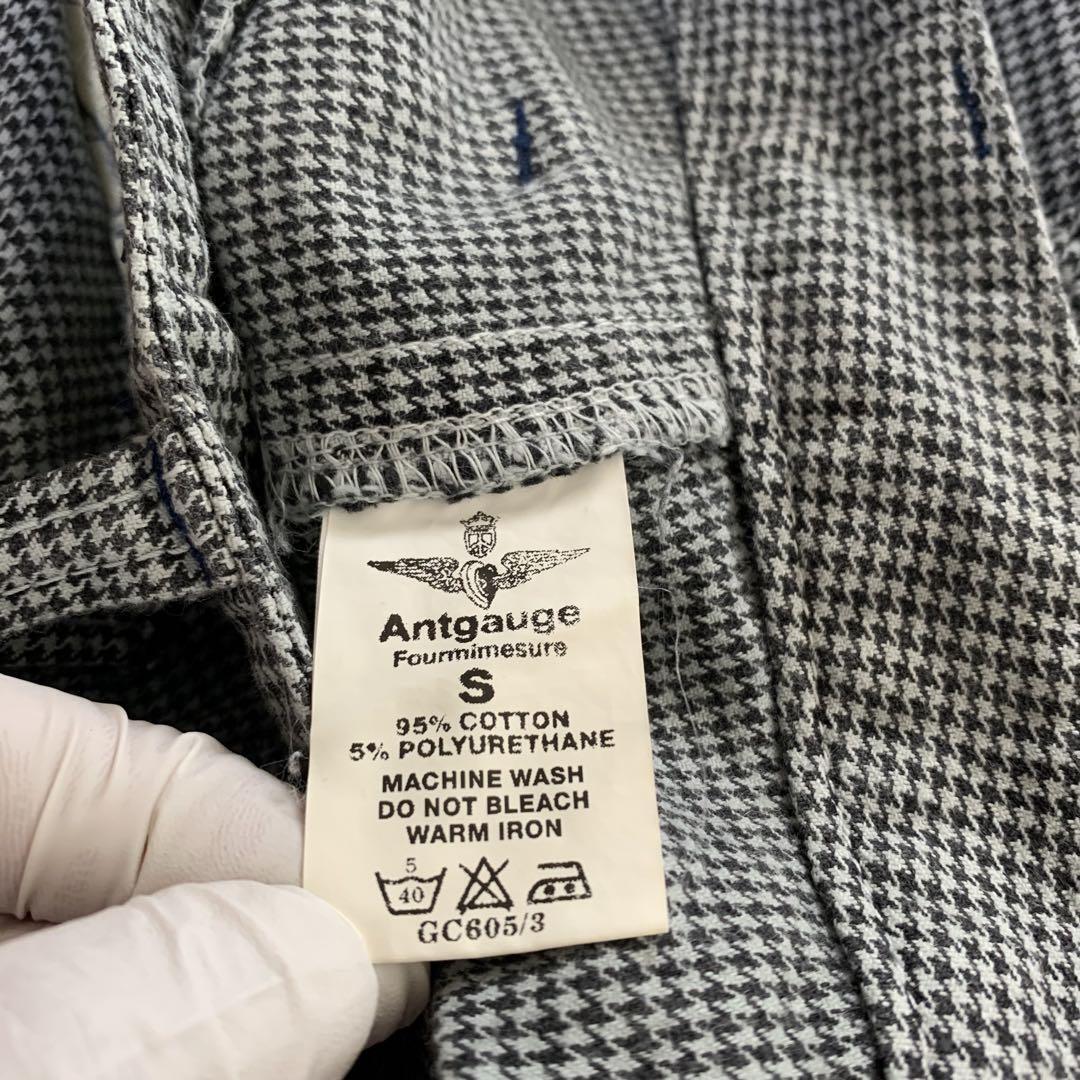 Antgauge
Fourmimesure
S
95% COTTON
5% POLYURETHANE
MACHINE WASH
DO NOT BLEACH
WARM IRON
5
40
GC605/3